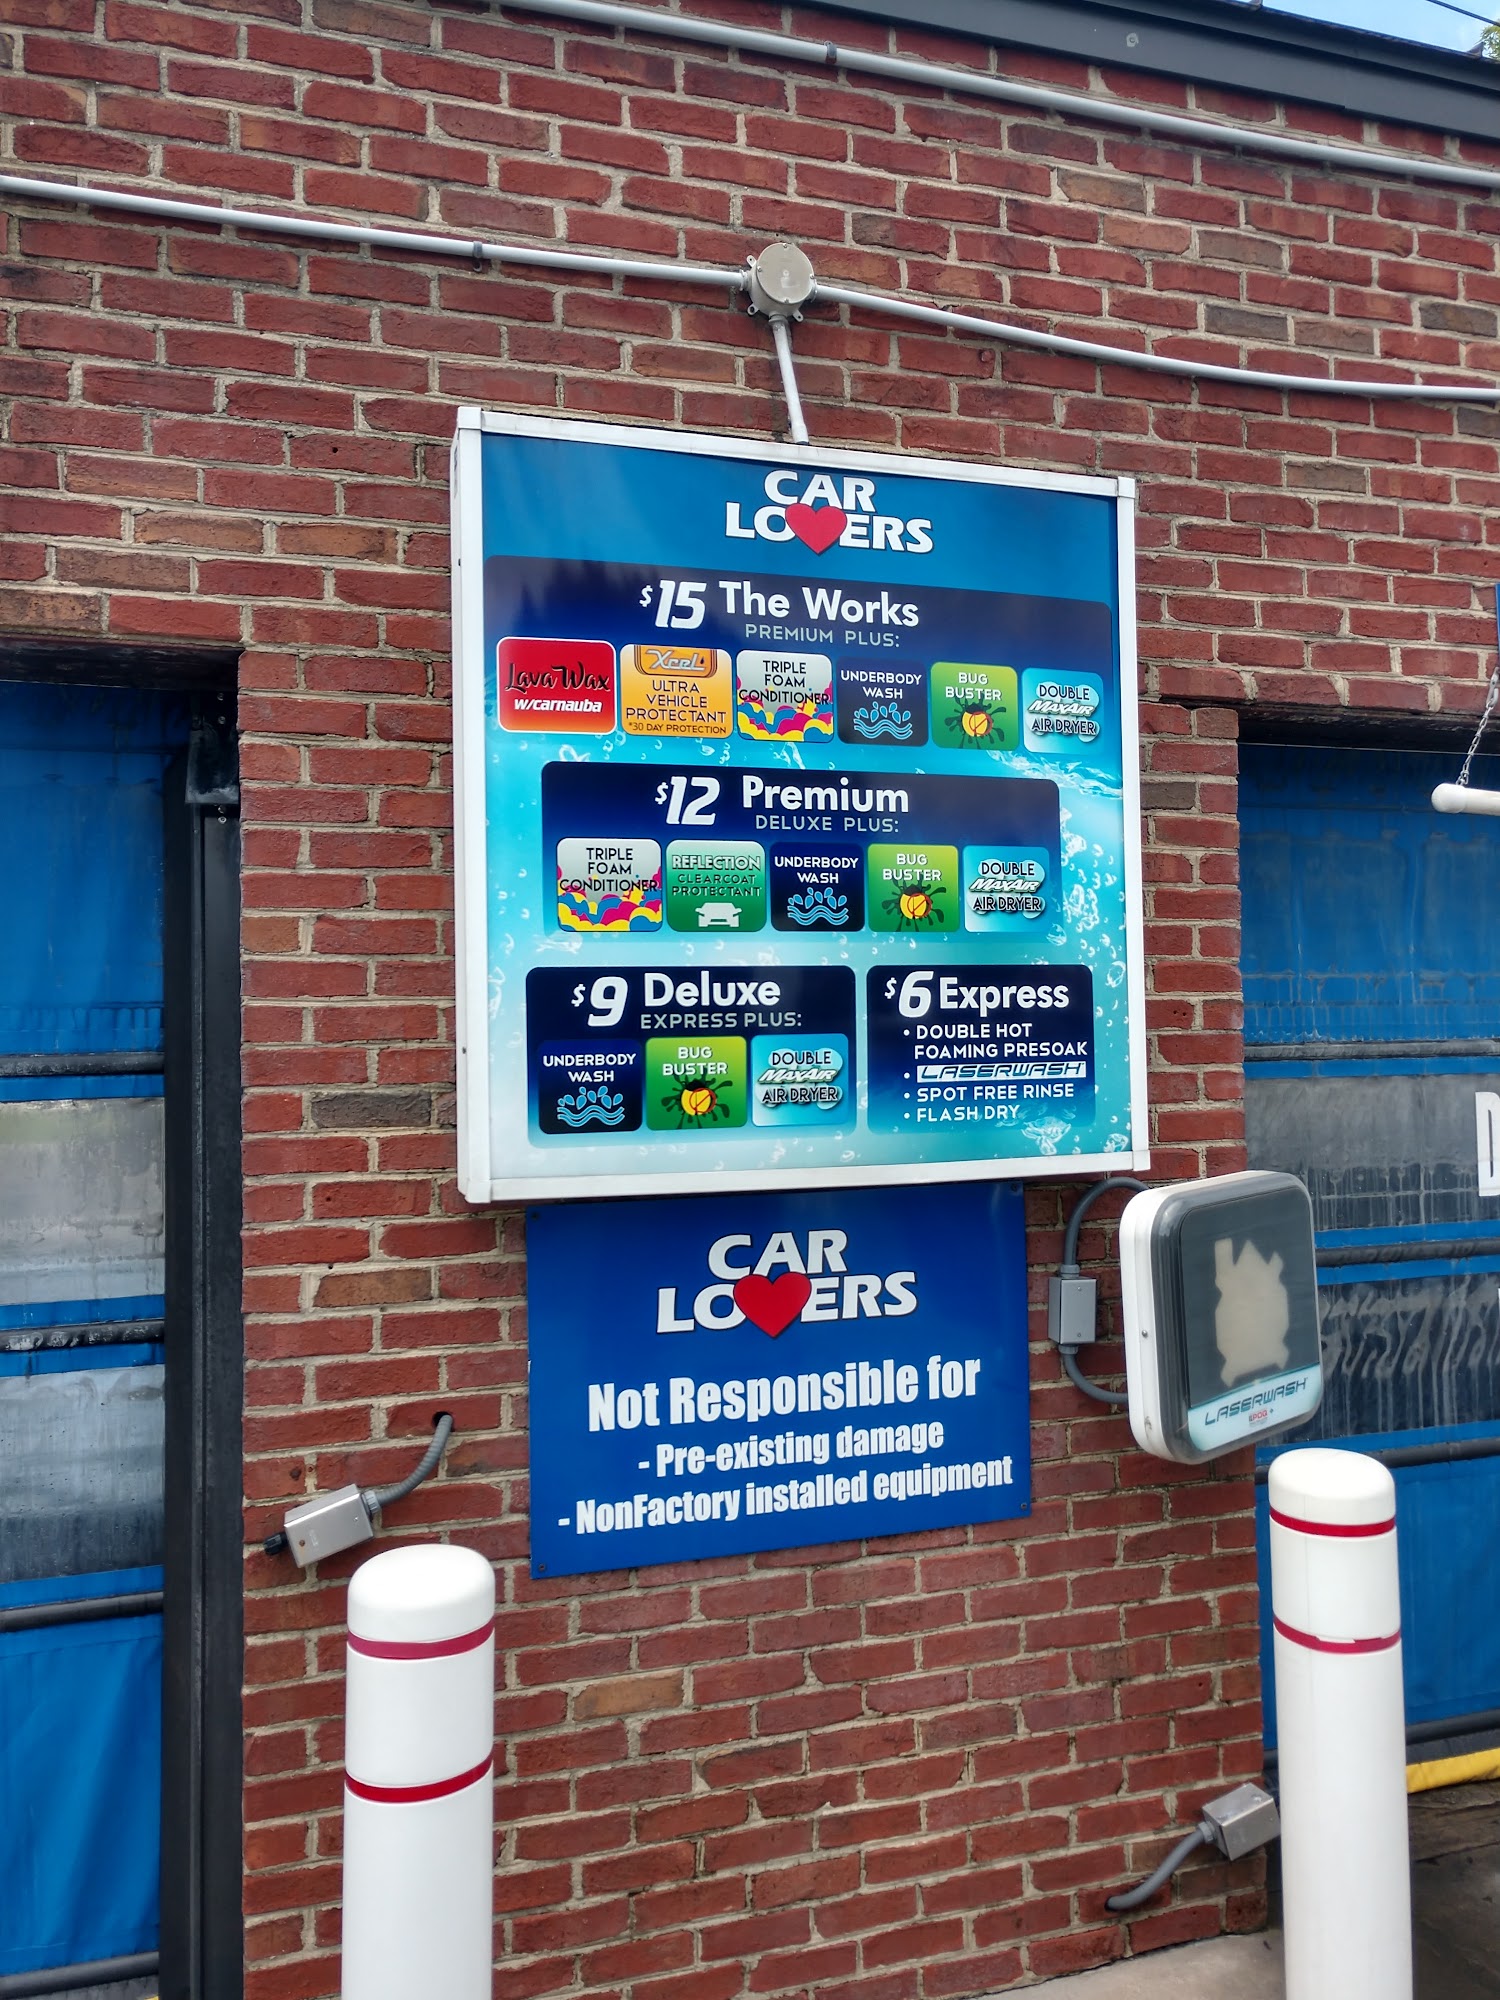 CAR
LOVERS
$15 The Works
PREMIUM PLUS:
Lava Wax
w/carnauba
Xcel
ULTRA
VEHICLE
PROTECTANT
*30 DAY PROTECTION
TRIPLE
FOAM
CONDITIONER
UNDERBODY
WASH
BUG
BUSTER
DOUBLE
MAXAIR
AIR DRYER
$12 Premium
DELUXE PLUS:
TRIPLE
FOAM
CONDITIONER
REFLECTION
CLEARCOAT
PROTECTANT
UNDERBODY
WASH
BUG
BUSTER
DOUBLE
MAXAIR
AIR DRYER
$9 Deluxe
EXPRESS PLUS:
UNDERBODY
WASH
BUG
BUSTER
DOUBLE
MAXAIR
AIR DRYER
$6 Express
• DOUBLE HOT
FOAMING PRESOAK
• LASERWASH
• SPOT FREE RINSE
• FLASH DRY
CAR
LOVERS
Not Responsible for
- Pre-existing damage
- NonFactory installed equipment
LASERWASH
PDQ